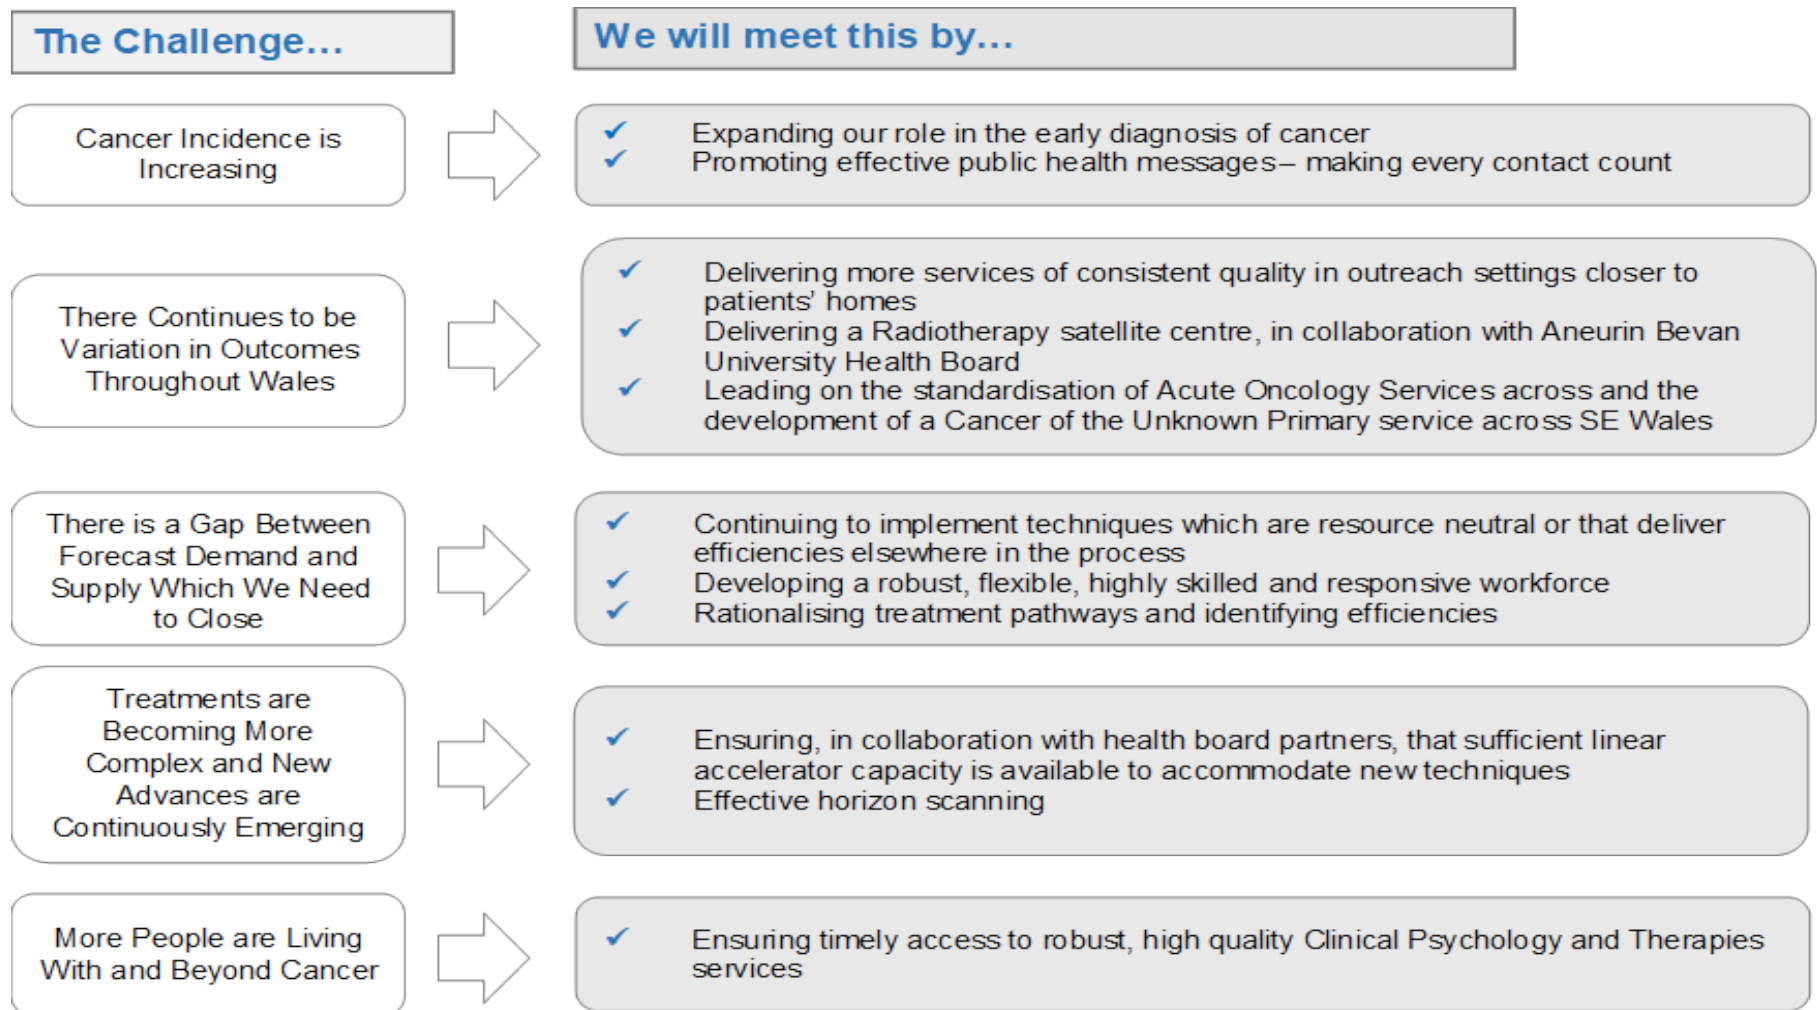 The Challenge...
We will meet this by...
Cancer Incidence is
Increasing
✓ Expanding our role in the early diagnosis of cancer
✓ Promoting effective public health messages– making every contact count
There Continues to be
Variation in Outcomes
Throughout Wales
✓ Delivering more services of consistent quality in outreach settings closer to
patients’ homes
✓ Delivering a Radiotherapy satellite centre, in collaboration with Aneurin Bevan
University Health Board
✓ Leading on the standardisation of Acute Oncology Services across and the
development of a Cancer of the Unknown Primary service across SE Wales
There is a Gap Between
Forecast Demand and
Supply Which We Need
to Close
✓ Continuing to implement techniques which are resource neutral or that deliver
efficiencies elsewhere in the process
✓ Developing a robust, flexible, highly skilled and responsive workforce
✓ Rationalising treatment pathways and identifying efficiencies
Treatments are
Becoming More
Complex and New
Advances are
Continuously Emerging
✓ Ensuring, in collaboration with health board partners, that sufficient linear
accelerator capacity is available to accommodate new techniques
✓ Effective horizon scanning
More People are Living
With and Beyond Cancer
✓ Ensuring timely access to robust, high quality Clinical Psychology and Therapies
services